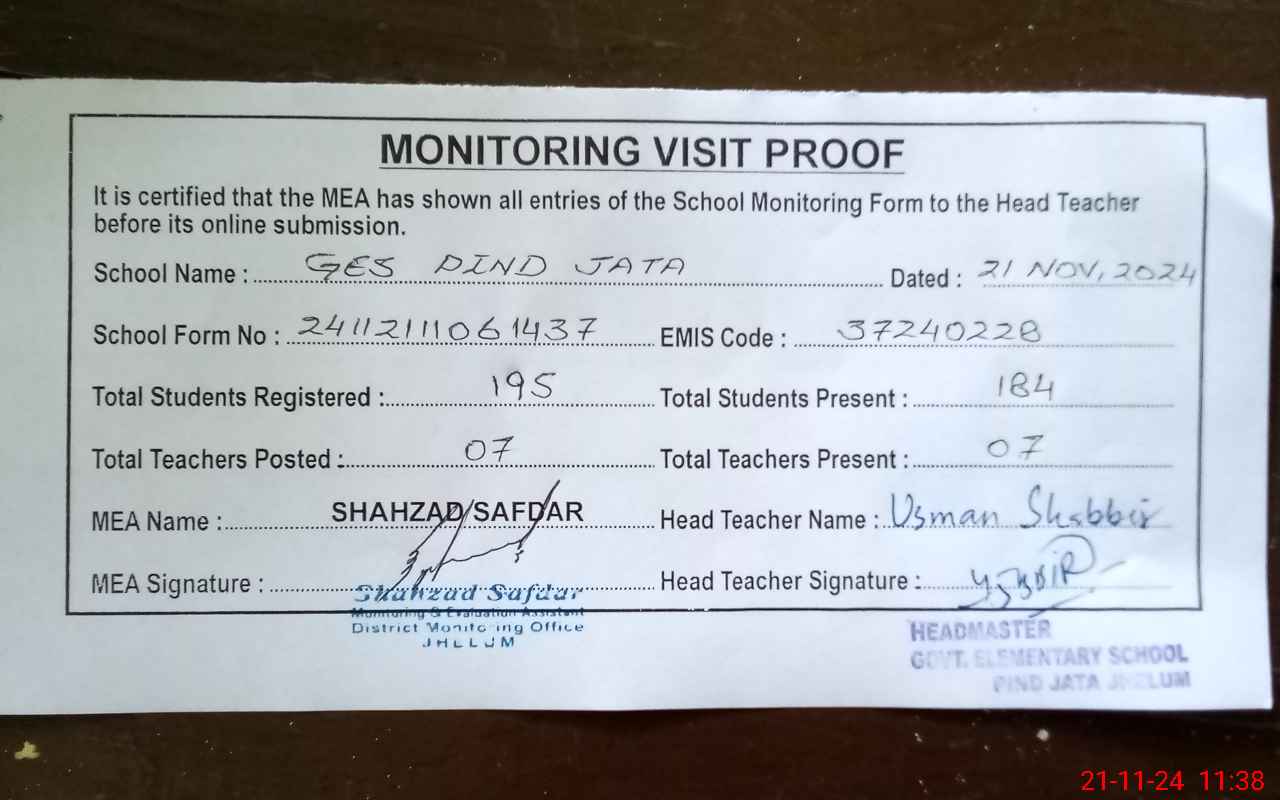 MONITORING VISIT PROOF
It is certified that the MEA has shown all entries of the School Monitoring Form to the Head Teacher
before its online submission.
School Name : GES PIND JATA Dated : 21 NOV, 2024
School Form No : 24112111061437 EMIS Code : 37240228
Total Students Registered : 195 Total Students Present : 184
Total Teachers Posted : 07 Total Teachers Present : 07
MEA Name : SHAHZAD SAFDAR Head Teacher Name : Usman Shabbir
MEA Signature : Head Teacher Signature :
Shahzad Safdar
Monitoring & Evaluation Assistant
District Monitoring Office
JHELUM
HEADMASTER
GOVT. ELEMENTARY SCHOOL
PIND JATA JHELUM
21-11-24 11:38